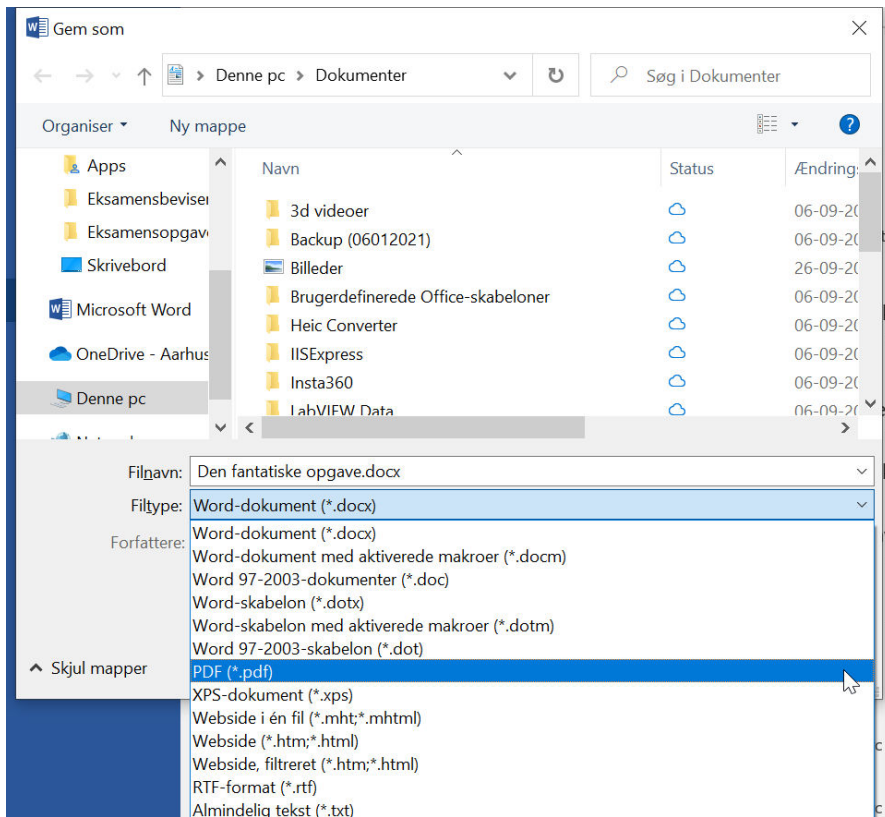 Gem som
Denne pc > Dokumenter
Søg i Dokumenter
Organiser
Ny mappe
Apps
Eksamensbeviser
Eksamensopgav
Skrivebord
Microsoft Word
OneDrive - Aarhus
Denne pc
Navn Status Ændring
3d videoer 06-09-20
Backup (06012021) 06-09-20
Billeder 26-09-20
Brugerdefinerede Office-skabeloner 06-09-20
Heic Converter 06-09-20
IISExpress 06-09-20
Insta360 06-09-20
LabVIEW Data 06-09-20
Filnavn: Den fantatiske opgave.docx
Filtype: Word-dokument (*.docx)
Forfattere:
Word-dokument (*.docx)
Word-dokument med aktiverede makroer (*.docm)
Word 97-2003-dokumenter (*.doc)
Word-skabelon (*.dotx)
Word-skabelon med aktiverede makroer (*.dotm)
Word 97-2003-skabelon (*.dot)
Skjul mapper
PDF (*.pdf)
XPS-dokument (*.xps)
Webside i én fil (*.mht;*.mhtml)
Webside (*.htm;*.html)
Webside, filtreret (*.htm;*.html)
RTF-format (*.rtf)
Almindelig tekst (*.txt)